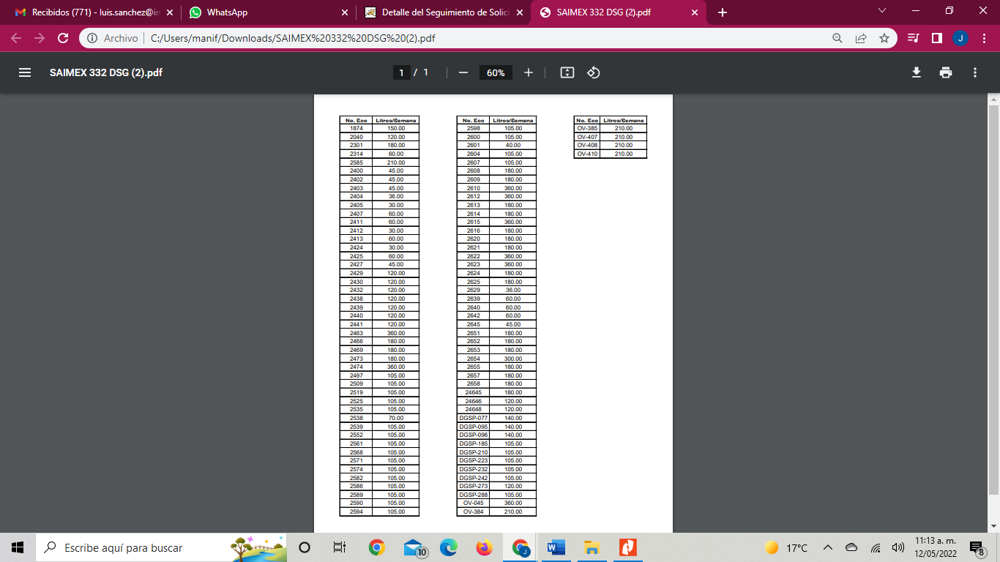 Recibidos (771) - luis.sanchez@in
WhatsApp
Detalle del Seguimiento de Solici
SAIMEX 332 DSG (2).pdf
Archivo
C:/Users/manif/Downloads/SAIMEX%20332%20DSG%20(2).pdf
J
SAIMEX 332 DSG (2).pdf
1 / 1
60%
No. Eco Litros/Semana
1874 150.00
2040 120.00
2301 180.00
2314 60.00
2585 210.00
2400 45.00
2402 45.00
2403 45.00
2404 36.00
2405 30.00
2407 60.00
2411 60.00
2412 30.00
2413 60.00
2424 30.00
2425 60.00
2427 45.00
2429 120.00
2430 120.00
2432 120.00
2438 120.00
2439 120.00
2440 120.00
2441 120.00
2463 360.00
2466 180.00
2469 180.00
2473 180.00
2474 360.00
2497 105.00
2509 105.00
2519 105.00
2525 105.00
2535 105.00
2538 70.00
2539 105.00
2552 105.00
2561 105.00
2568 105.00
2571 105.00
2574 105.00
2582 105.00
2586 105.00
2589 105.00
2590 105.00
2594 105.00
No. Eco Litros/Semana
2598 105.00
2600 105.00
2601 40.00
2604 105.00
2607 105.00
2608 180.00
2609 180.00
2610 360.00
2612 360.00
2613 180.00
2614 180.00
2615 360.00
2616 180.00
2620 180.00
2621 180.00
2622 360.00
2623 360.00
2624 180.00
2625 180.00
2629 36.00
2639 60.00
2640 60.00
2642 60.00
2645 45.00
2651 180.00
2652 180.00
2653 180.00
2654 300.00
2655 180.00
2657 180.00
2658 180.00
24645 180.00
24646 120.00
24648 120.00
DGSP-077 140.00
DGSP-095 140.00
DGSP-096 140.00
DGSP-185 105.00
DGSP-210 105.00
DGSP-223 105.00
DGSP-232 105.00
DGSP-242 105.00
DGSP-273 120.00
DGSP-288 105.00
OV-045 360.00
OV-384 210.00
No. Eco Litros/Semana
OV-385 210.00
OV-407 210.00
OV-408 210.00
OV-410 210.00
Escribe aquí para buscar
10
J
17°C
11:13 a. m.
12/05/2022
8